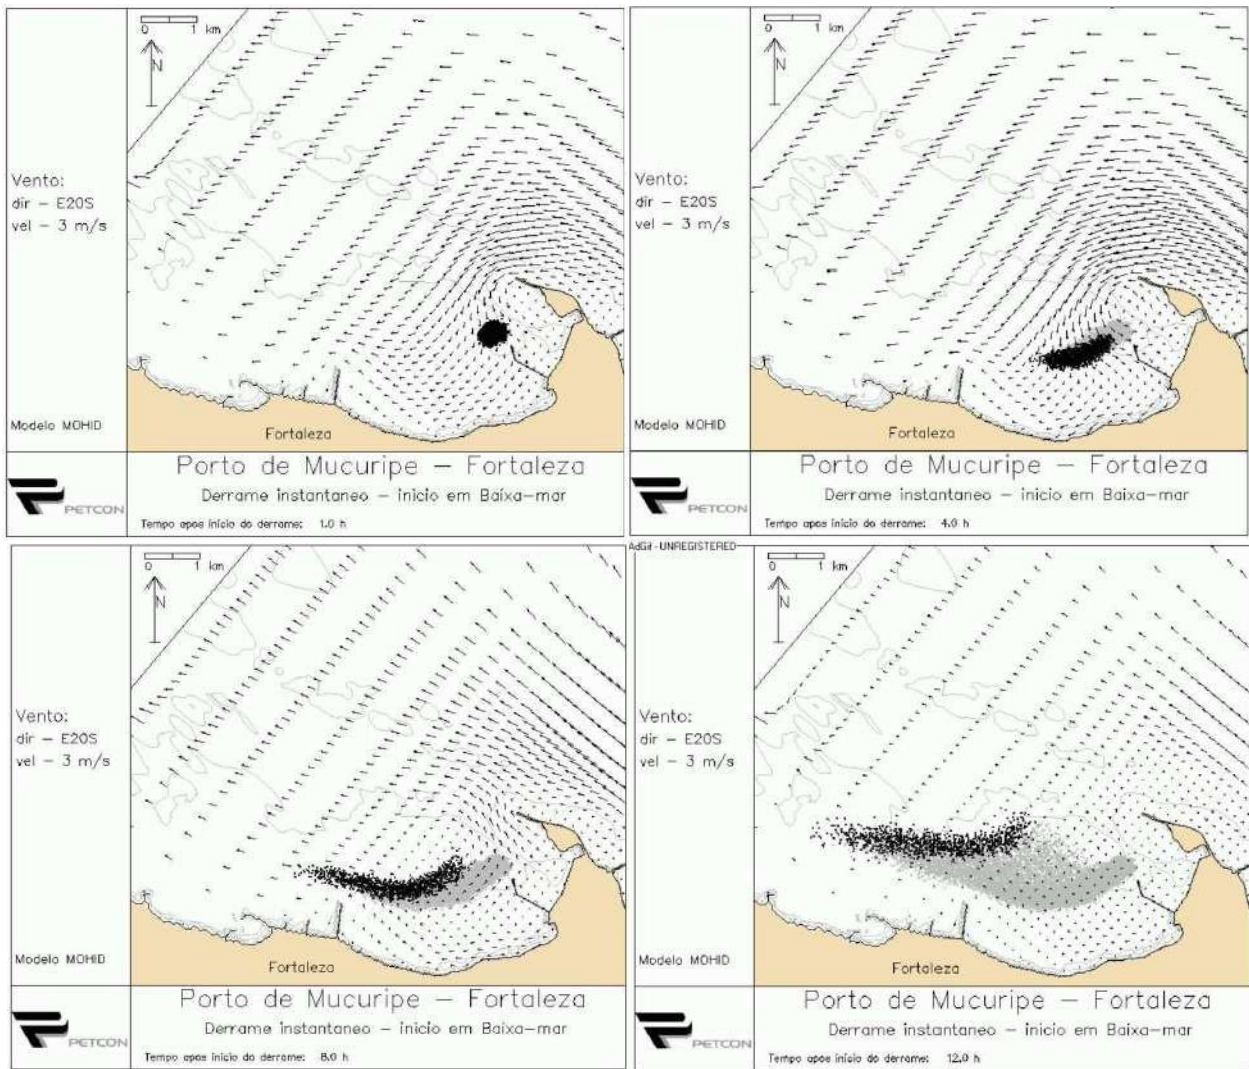 0 1 km
N
Vento:
dir – E20S
vel – 3 m/s
Modelo MOHID
Fortaleza
PETCON
Porto de Mucuripe – Fortaleza
Derrame instantaneo – inicio em Baixa-mar
Tempo apos inicio do derrame: 1.0 h
0 1 km
N
Vento:
dir – E20S
vel – 3 m/s
Modelo MOHID
Fortaleza
PETCON
Porto de Mucuripe – Fortaleza
Derrame instantaneo – inicio em Baixa-mar
Tempo apos inicio do derrame: 4.0 h
0 1 km
N
Vento:
dir – E20S
vel – 3 m/s
Modelo MOHID
Fortaleza
PETCON
Porto de Mucuripe – Fortaleza
Derrame instantaneo – inicio em Baixa-mar
Tempo apos inicio do derrame: 8.0 h
AdGif - UNREGISTERED
0 1 km
N
Vento:
dir – E20S
vel – 3 m/s
Modelo MOHID
Fortaleza
PETCON
Porto de Mucuripe – Fortaleza
Derrame instantaneo – inicio em Baixa-mar
Tempo apos inicio do derrame: 12.0 h